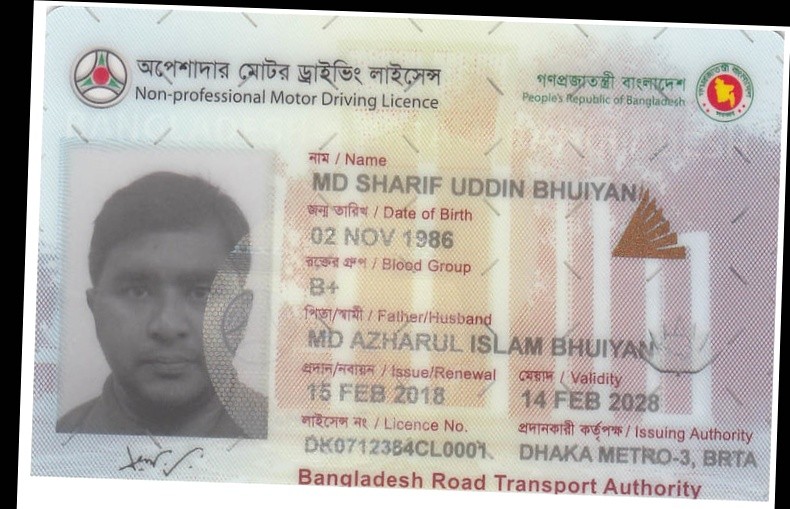 অপেশাদার মোটর ড্রাইভিং লাইসেন্স
Non-professional Motor Driving Licence
গণপ্রজাতন্ত্রী বাংলাদেশ
People's Republic of Bangladesh
নাম / Name
MD SHARIF UDDIN BHUIYAN
জন্ম তারিখ / Date of Birth
02 NOV 1986
রক্তের গ্রুপ / Blood Group
B+
পিতা/স্বামী / Father/Husband
MD AZHARUL ISLAM BHUIYAN
প্রদান/নবায়ন / Issue/Renewal
15 FEB 2018
মেয়াদ / Validity
14 FEB 2028
লাইসেন্স নং / Licence No.
DK0712384CL0001
প্রদানকারী কর্তৃপক্ষ / Issuing Authority
DHAKA METRO-3, BRTA
Bangladesh Road Transport Authority